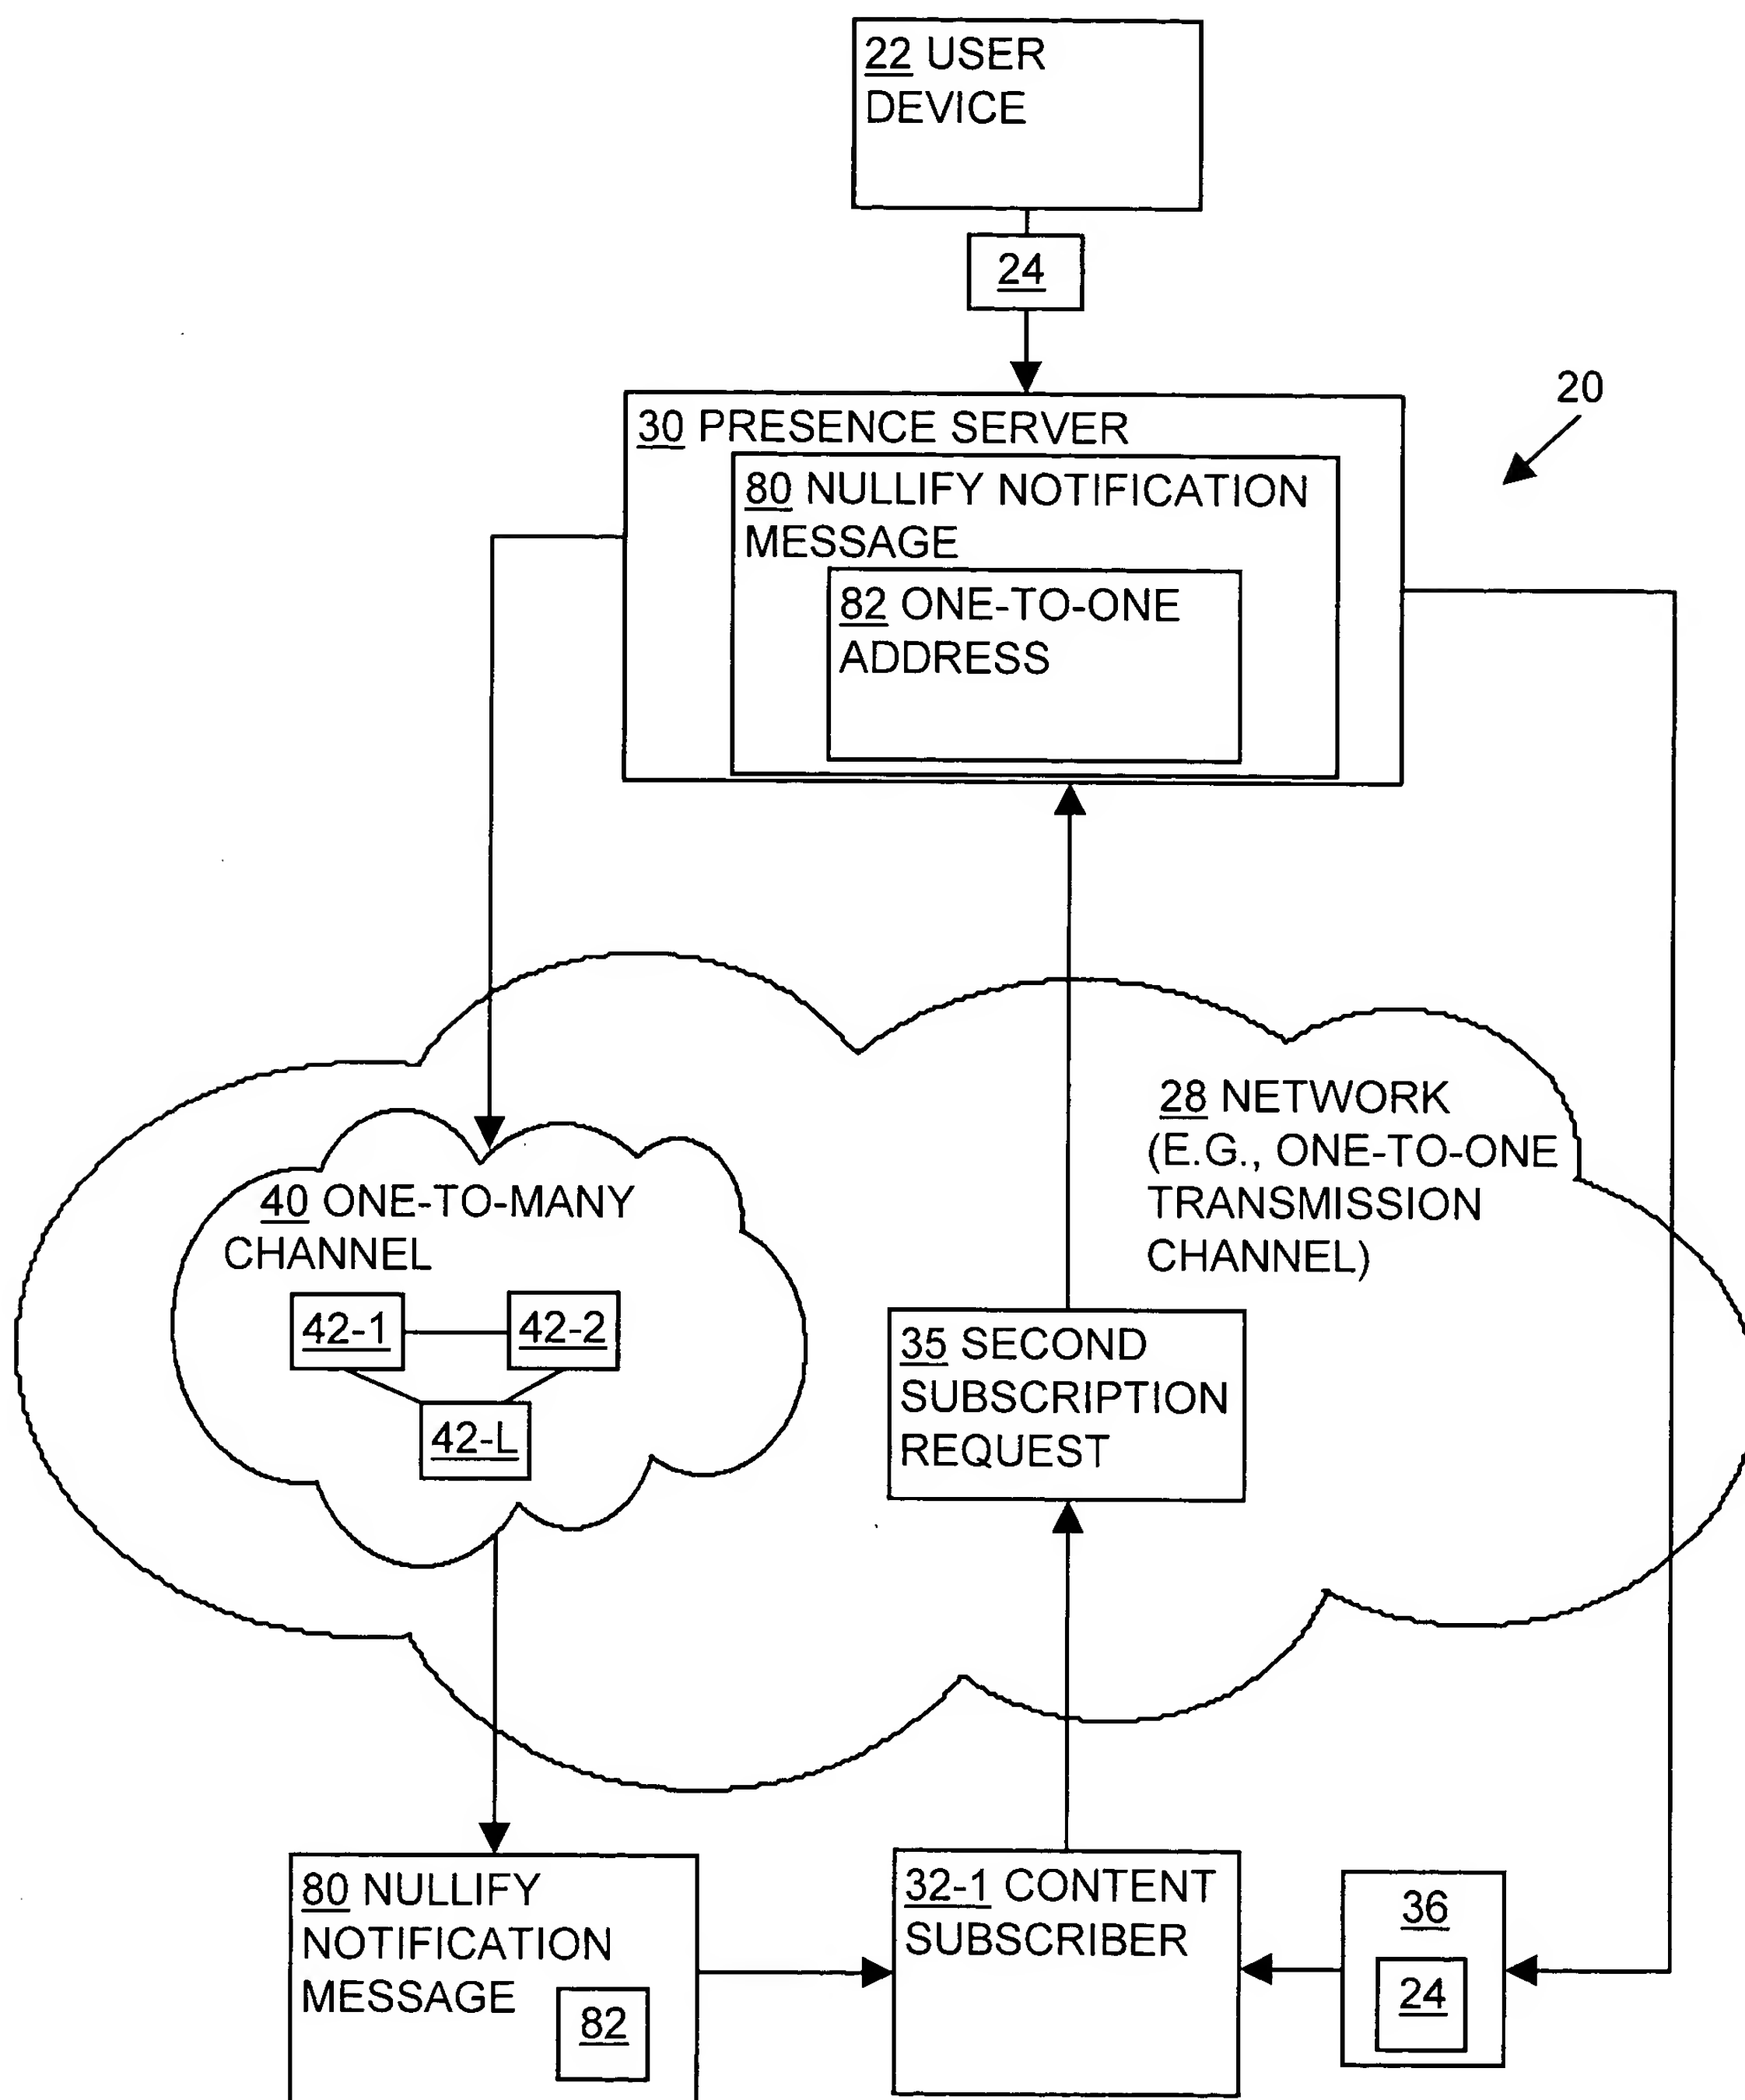 22 USER
DEVICE
24
20
30 PRESENCE SERVER
80 NULLIFY NOTIFICATION
MESSAGE
82 ONE-TO-ONE
ADDRESS
28 NETWORK
(E.G., ONE-TO-ONE
TRANSMISSION
CHANNEL)
40 ONE-TO-MANY
CHANNEL
42-1
42-2
42-L
35 SECOND
SUBSCRIPTION
REQUEST
80 NULLIFY
NOTIFICATION
MESSAGE
82
32-1 CONTENT
SUBSCRIBER
36
24